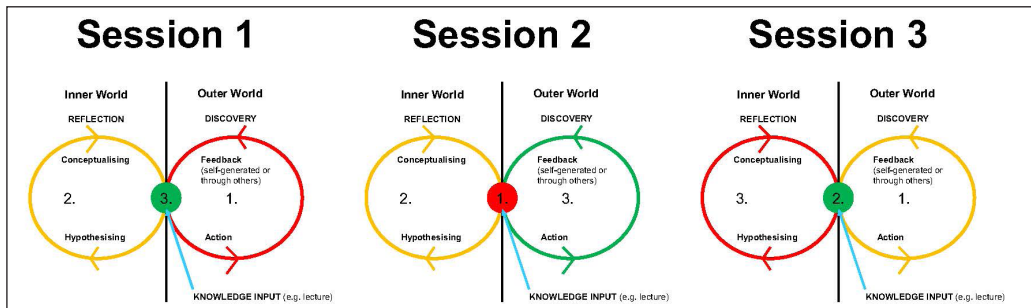 Session 1
Inner World
Outer World
REFLECTION
DISCOVERY
Conceptualising
Feedback
(self-generated or
through others)
2.
3.
1.
Hypothesising
Action
KNOWLEDGE INPUT (e.g. lecture)
Session 2
Inner World
Outer World
REFLECTION
DISCOVERY
Conceptualising
Feedback
(self-generated or
through others)
2.
1.
3.
Hypothesising
Action
KNOWLEDGE INPUT (e.g. lecture)
Session 3
Inner World
Outer World
REFLECTION
DISCOVERY
Conceptualising
Feedback
(self-generated or
through others)
3.
2.
1.
Hypothesising
Action
KNOWLEDGE INPUT (e.g. lecture)